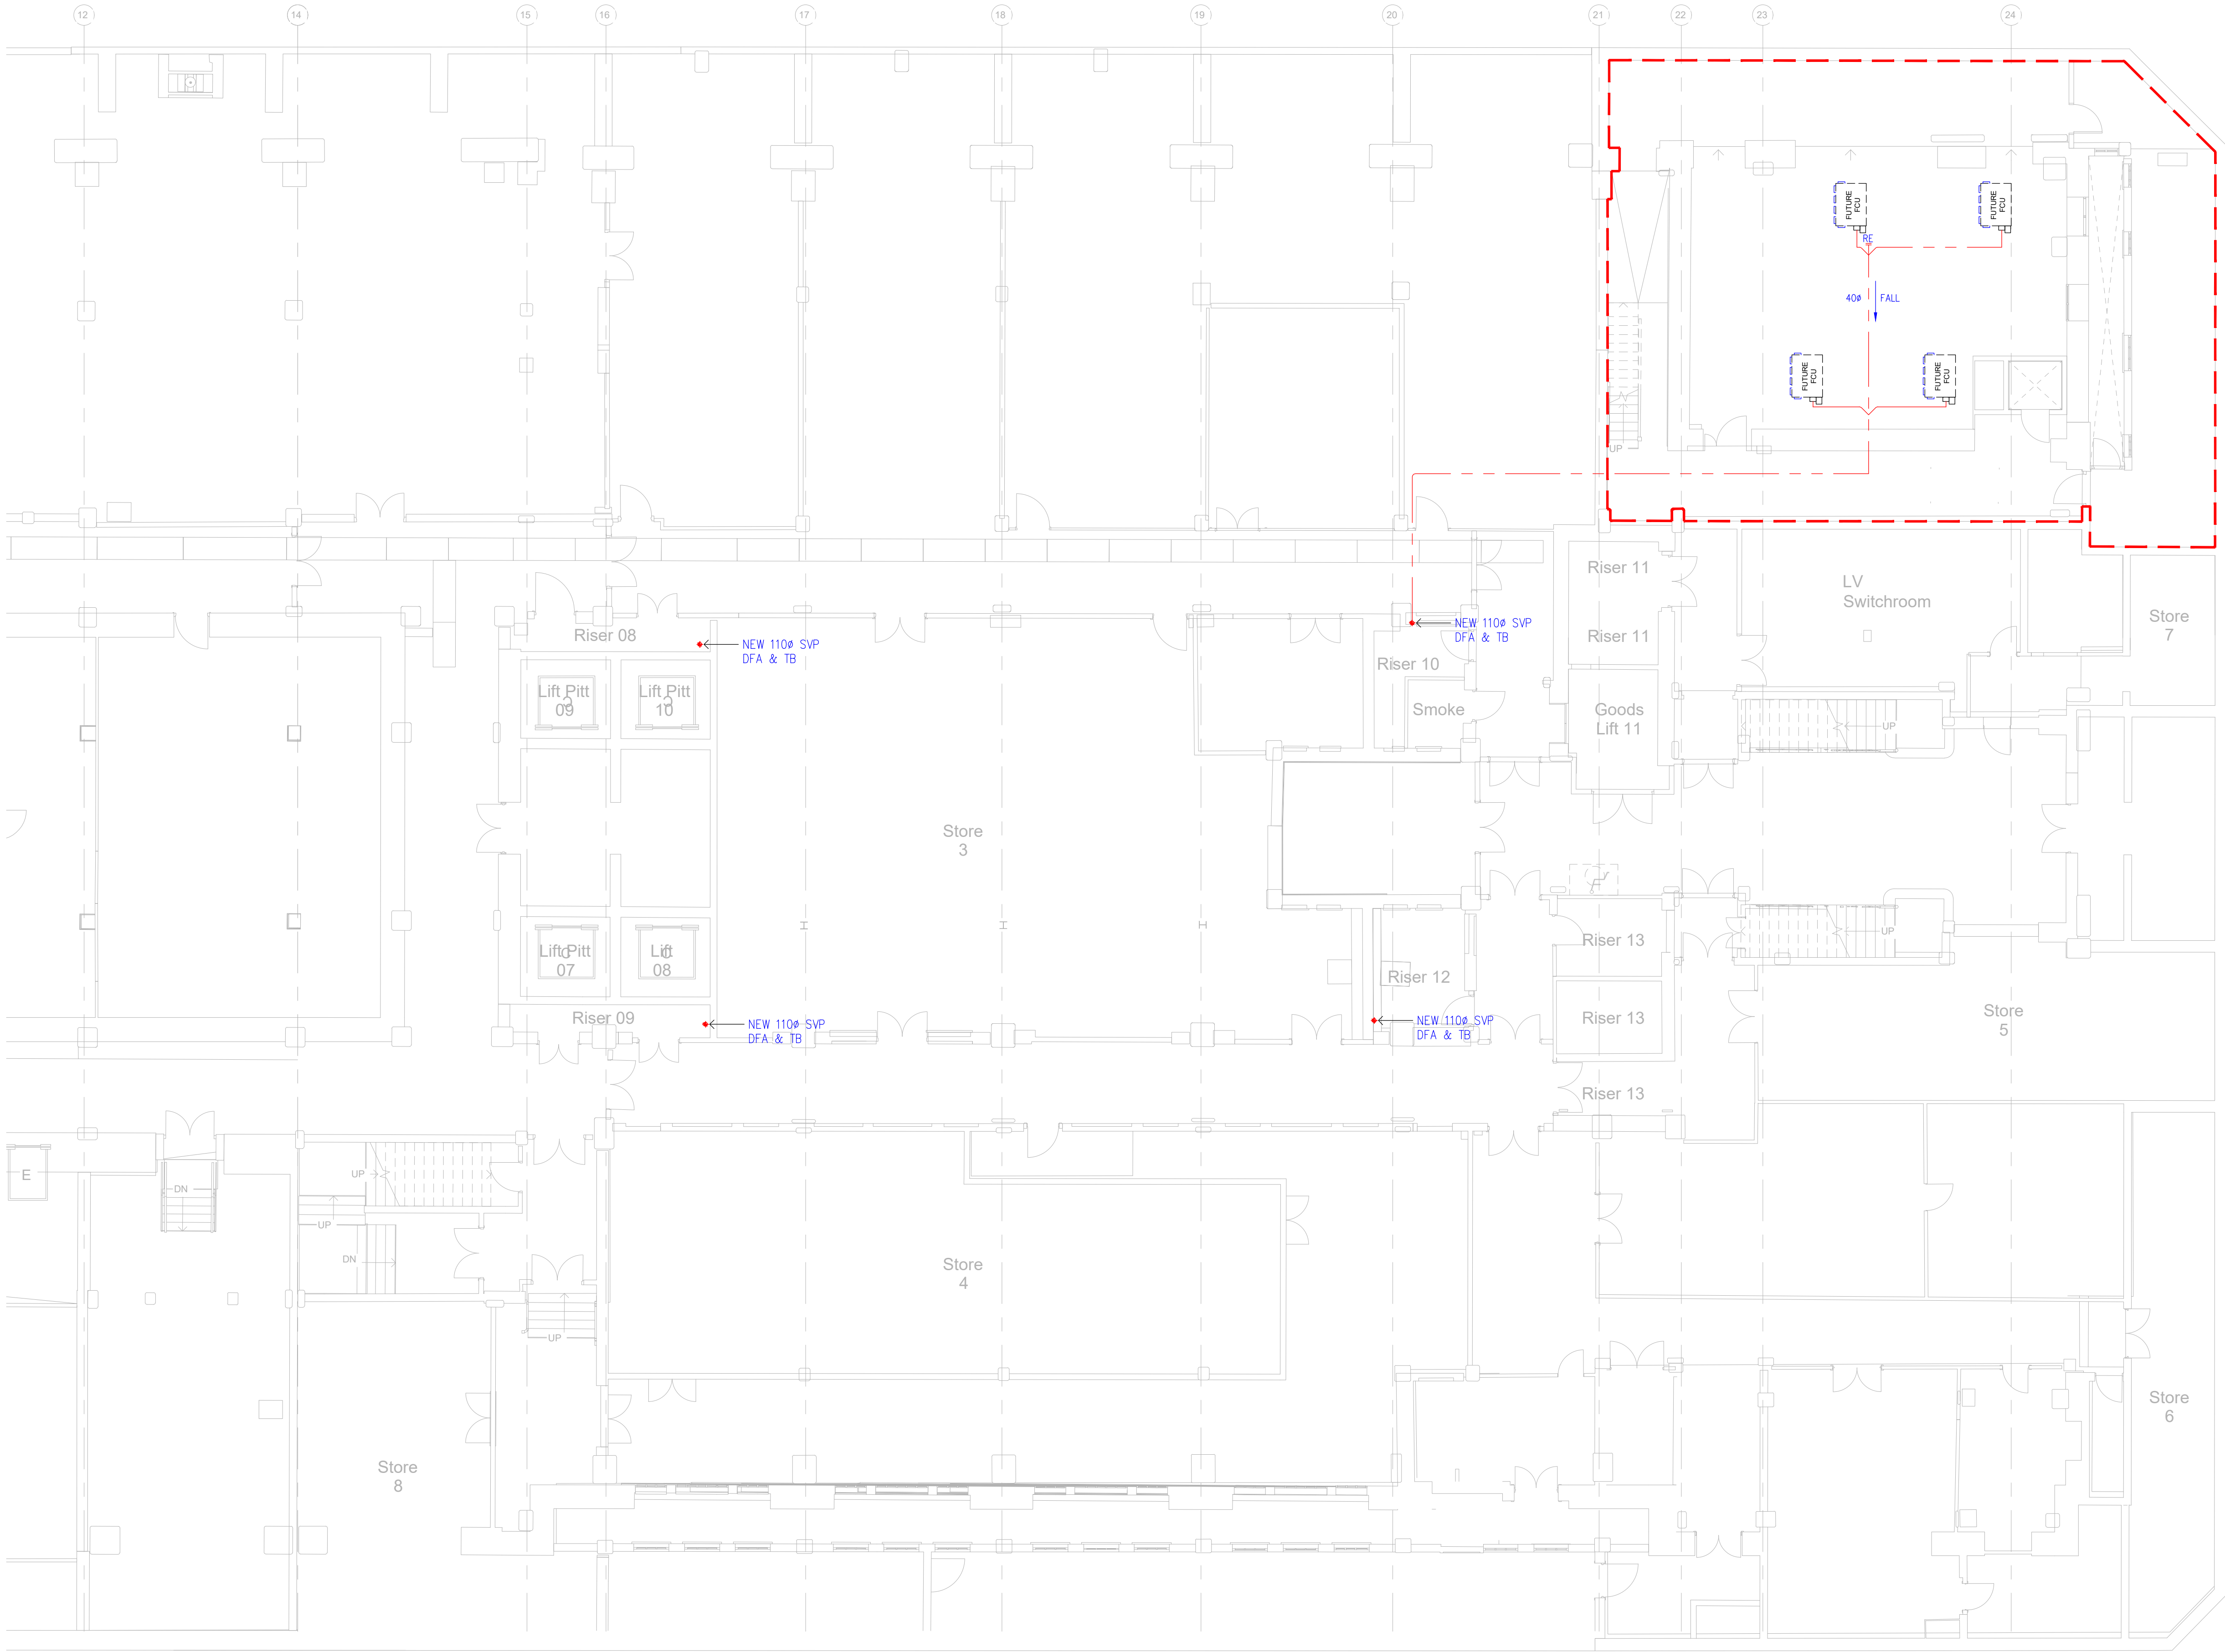 12
14
15
16
17
18
19
20
21
22
23
24
FUTURE
FCU
FUTURE
FCU
RE
40ø
FALL
FUTURE
FCU
FUTURE
FCU
UP
Riser 11
LV
Switchroom
Store
7
Riser 08
NEW 110ø SVP
DFA & TB
NEW 110ø SVP
DFA & TB
Riser 11
Riser 10
Lift Pitt
09
Lift Pitt
10
Smoke
Goods
Lift 11
UP
Store
3
Lift Pitt
07
Lift
08
Riser 12
Riser 13
UP
Riser 09
NEW 110ø SVP
DFA & TB
NEW 110ø SVP
DFA & TB
Riser 13
Store
5
Riser 13
E
DN
UP
UP
DN
Store
4
UP
Store
6
Store
8